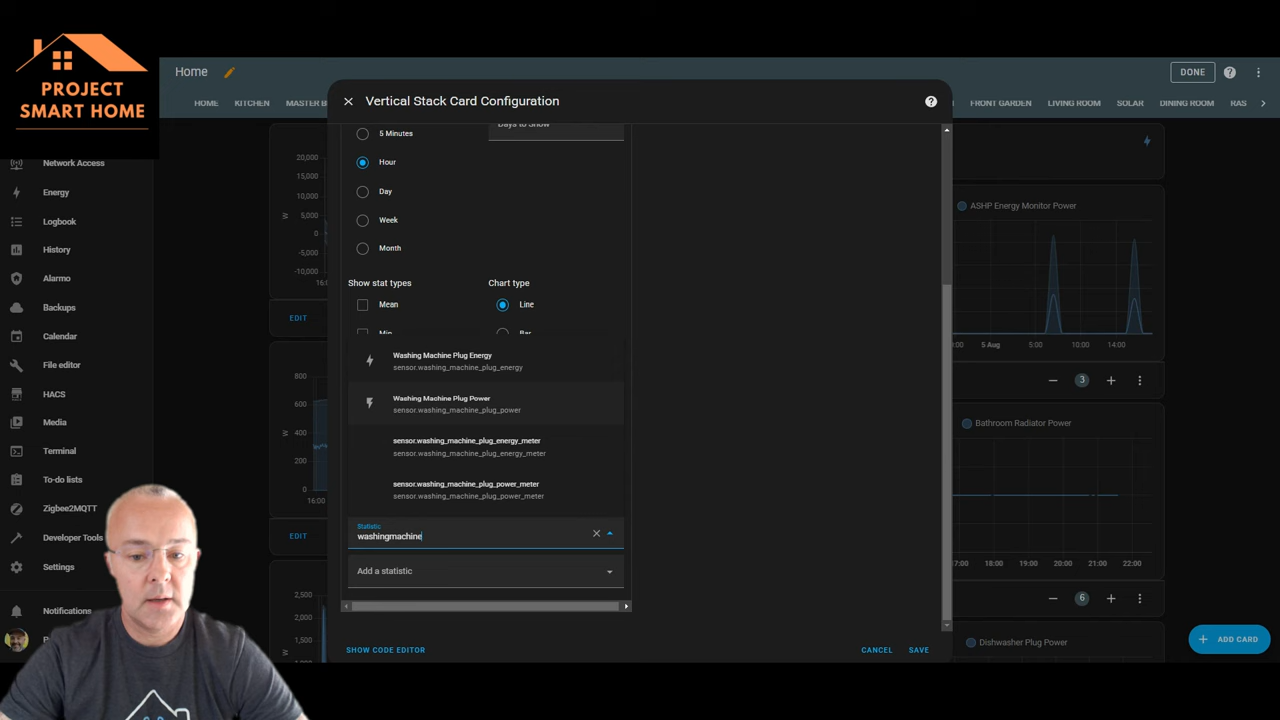 PROJECT
SMART HOME
Home
DONE
HOME
KITCHEN
MASTER B
FRONT GARDEN
LIVING ROOM
SOLAR
DINING ROOM
RAS
Network Access
Energy
Logbook
History
Alarmo
Backups
Calendar
File editor
HACS
Media
Terminal
To-do lists
Zigbee2MQTT
Developer Tools
Settings
Notifications
20,000
15,000
10,000
5,000
0
-5,000
-10,000
W
EDIT
800
600
400
200
0
W
16:00
EDIT
2,500
2,000
Vertical Stack Card Configuration
Days to Show
5 Minutes
Hour
Day
Week
Month
Show stat types
Chart type
Mean
Line
Min
Bar
Washing Machine Plug Energy
sensor.washing_machine_plug_energy
Washing Machine Plug Power
sensor.washing_machine_plug_power
sensor.washing_machine_plug_energy_meter
sensor.washing_machine_plug_energy_meter
sensor.washing_machine_plug_power_meter
sensor.washing_machine_plug_power_meter
Statistic
washingmachine
Add a statistic
SHOW CODE EDITOR
CANCEL
SAVE
ASHP Energy Monitor Power
:00
5 Aug
5:00
10:00
14:00
3
Bathroom Radiator Power
17:00
18:00
19:00
20:00
21:00
22:00
6
Dishwasher Plug Power
ADD CARD